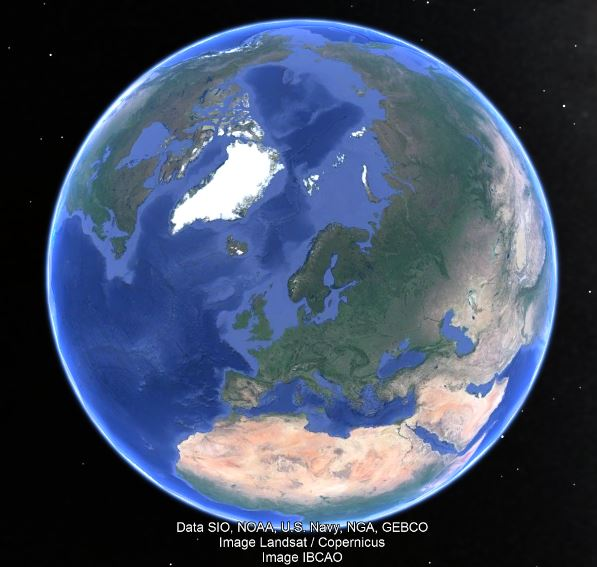 Data SIO, NOAA, U.S. Navy, NGA, GEBCO
Image Landsat / Copernicus
Image IBCAO